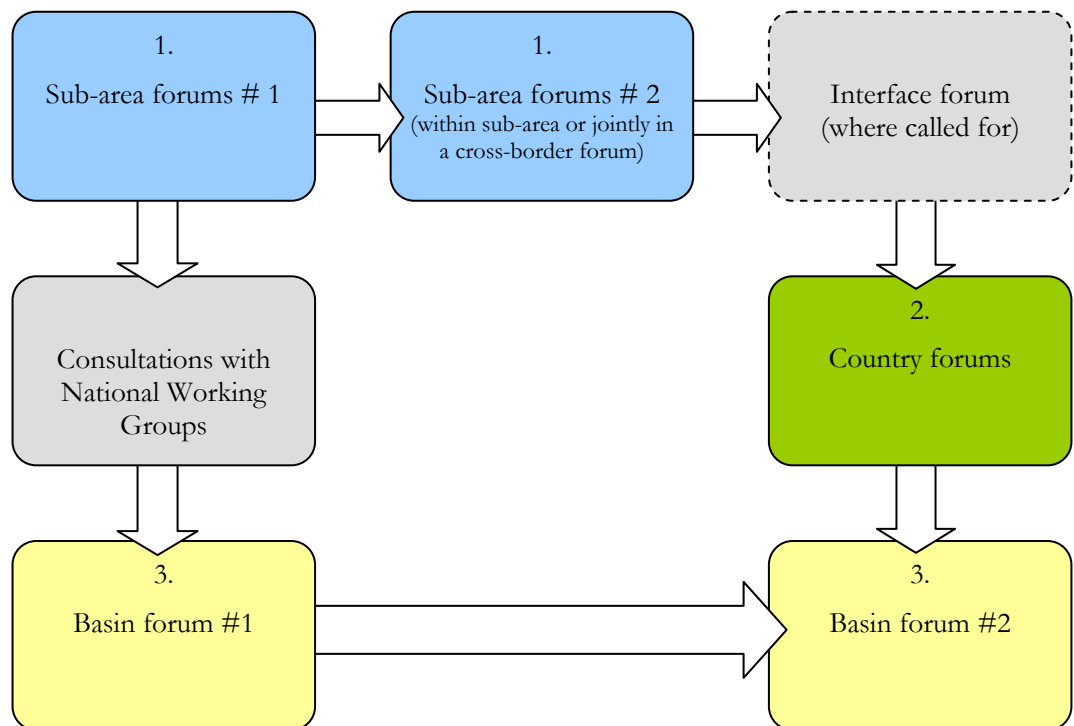 1.
Sub-area forums # 1
1.
Sub-area forums # 2
(within sub-area or jointly in
a cross-border forum)
Interface forum
(where called for)
Consultations with
National Working
Groups
2.
Country forums
3.
Basin forum #1
3.
Basin forum #2